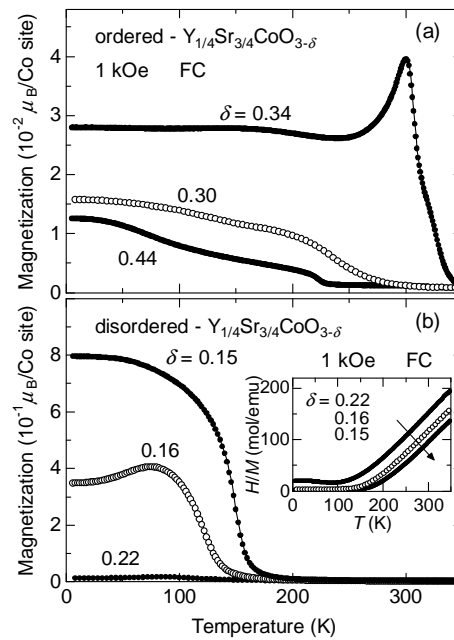 (a)
ordered - Y1/4Sr3/4CoO3-δ
1 kOe FC
δ = 0.34
0.30
0.44
Magnetization (10⁻² μB/Co site)
4
3
2
1
0
(b)
disordered - Y1/4Sr3/4CoO3-δ
1 kOe FC
δ = 0.15
0.16
0.22
Magnetization (10⁻¹ μB/Co site)
8
6
4
2
0
H/M (mol/emu)
200
100
0
δ = 0.22
0.16
0.15
0 100 200 300
T (K)
0 100 200 300
Temperature (K)